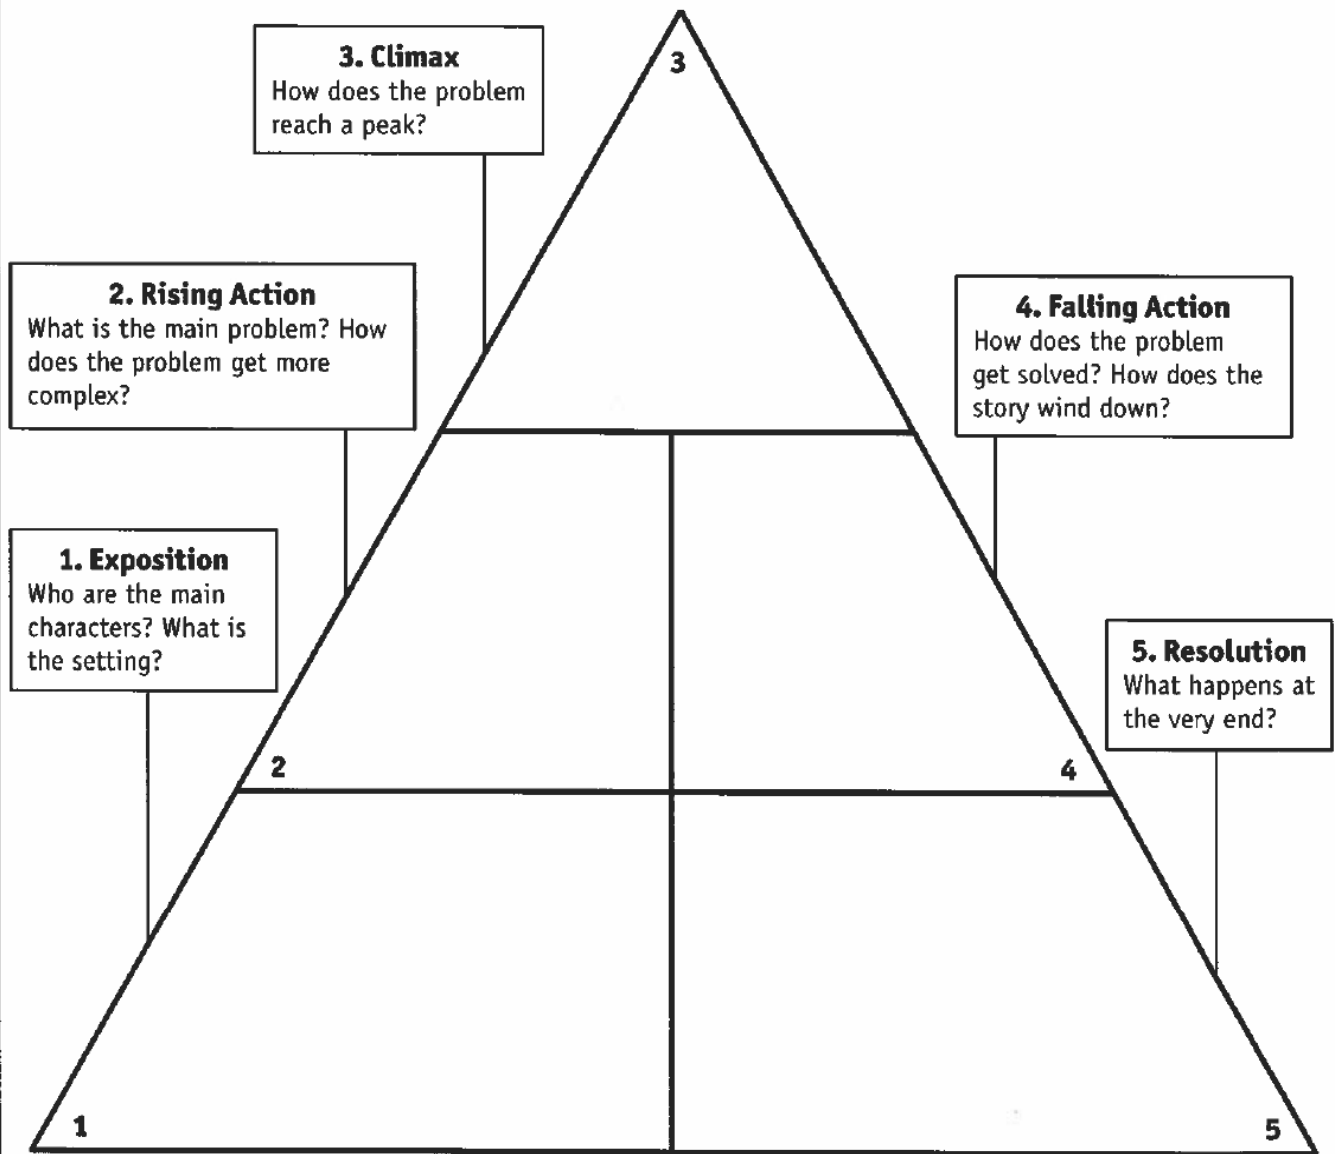 3. Climax
How does the problem
reach a peak?
3
2. Rising Action
What is the main problem? How
does the problem get more
complex?
4. Falling Action
How does the problem
get solved? How does the
story wind down?
1. Exposition
Who are the main
characters? What is
the setting?
5. Resolution
What happens at
the very end?
2
4
1
5